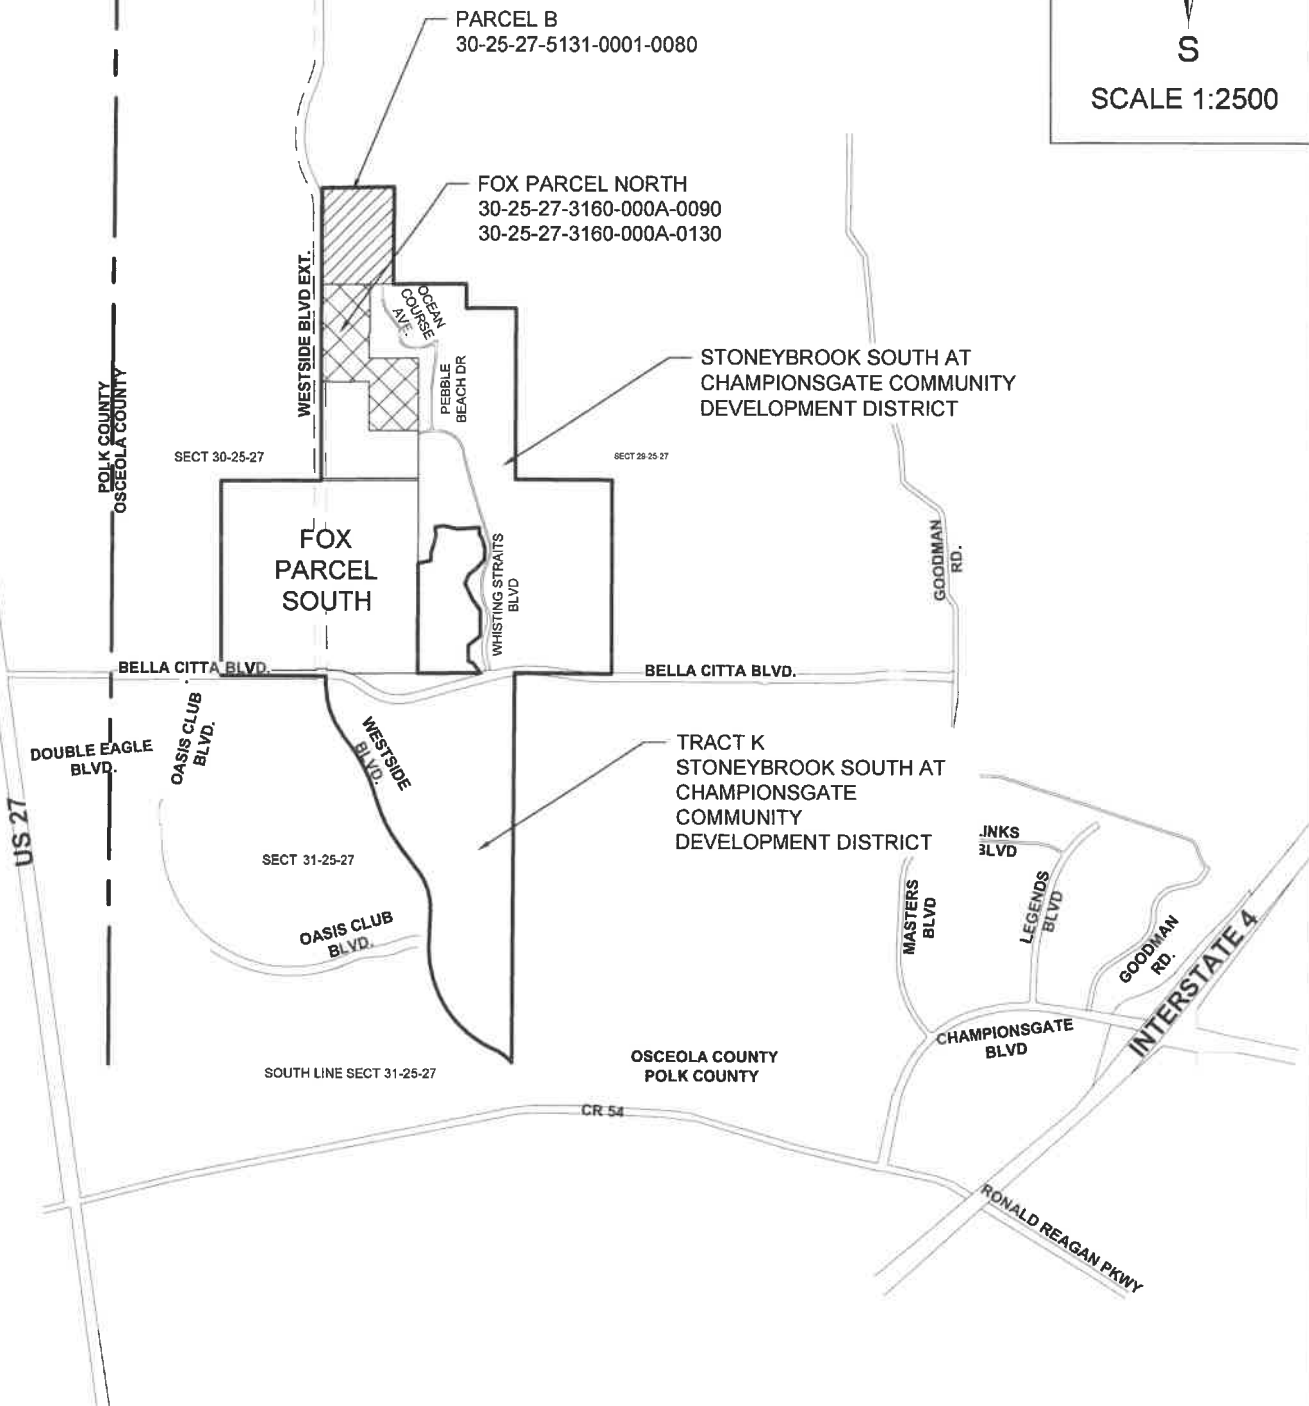 PARCEL B
30-25-27-5131-0001-0080
S
SCALE 1:2500
FOX PARCEL NORTH
30-25-27-3160-000A-0090
30-25-27-3160-000A-0130
WESTSIDE BLVD EXT.
OCEAN
COURSE
AVE.
PEBBLE
BEACH DR
STONEYBROOK SOUTH AT
CHAMPIONSGATE COMMUNITY
DEVELOPMENT DISTRICT
POLK COUNTY
OSCEOLA COUNTY
SECT 30-25-27
SECT 29-25-27
FOX
PARCEL
SOUTH
WHISTING STRAITS
BLVD
GOODMAN
RD.
BELLA CITTA BLVD.
BELLA CITTA BLVD.
DOUBLE EAGLE
BLVD.
OASIS CLUB
BLVD.
WESTSIDE
BLVD.
TRACT K
STONEYBROOK SOUTH AT
CHAMPIONSGATE
COMMUNITY
DEVELOPMENT DISTRICT
US 27
SECT 31-25-27
OASIS CLUB
BLVD.
INKS
BLVD
MASTERS
BLVD
LEGENDS
BLVD
GOODMAN
RD.
INTERSTATE 4
CHAMPIONSGATE
BLVD
OSCEOLA COUNTY
POLK COUNTY
SOUTH LINE SECT 31-25-27
CR 54
RONALD REAGAN PKWY